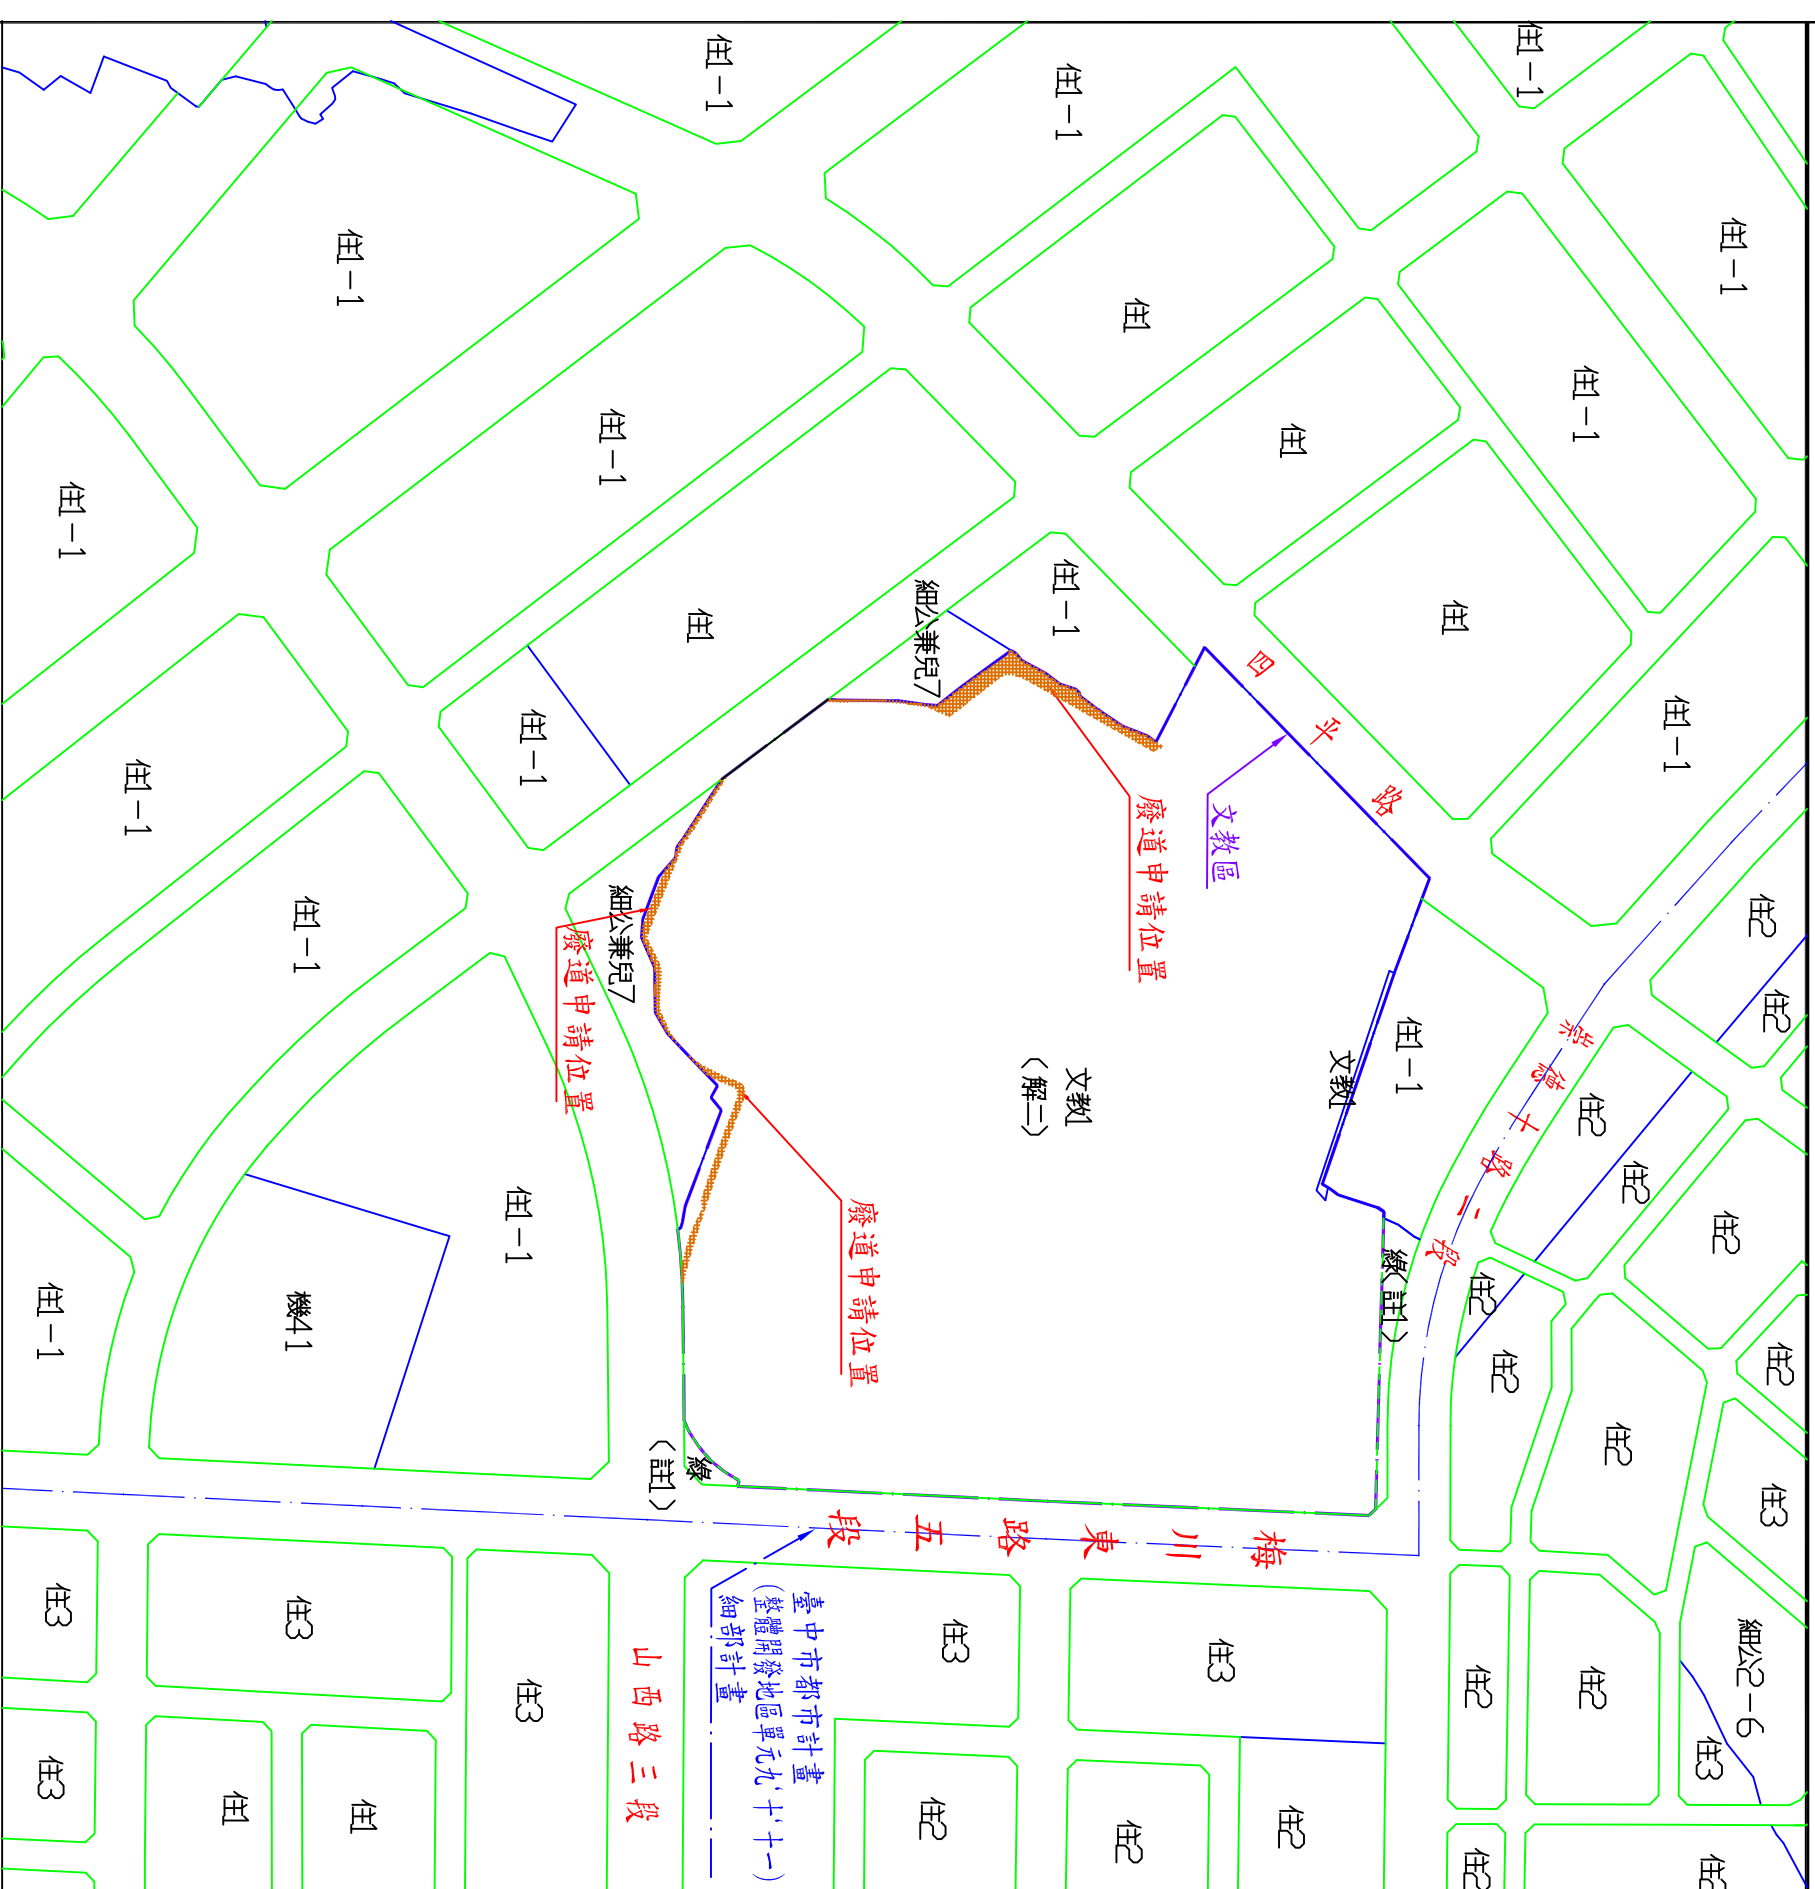 住1-1
住1-1
住1-1
住1-1
住1-1
住1
住1-1
住1-1
住1
住1-1
住1-1
住1
住1
住1-1
細公兼兒7
四平路
住1-1
住1-1
住1-1
文教區
廢道申請位置
住2
住2
住1-1
細公兼兒7
廢道申請位置
文教1
(解二)
文教1
住1-1
崇德十路二段
住2
住2
住2
住1-1
廢道申請位置
住1-1
機41
綠(註1)
住2
住2
住2
住2
住3
綠
(註1)
梅川東路五段
住3
住3
住3
山西路三段
臺中市都市計畫
(整體開發地區單元九、十、十一)
細部計畫
住3
住3
住2
住2
細公2-6
住3
住3
住1
住1
住2
住2
住2
住2
住2